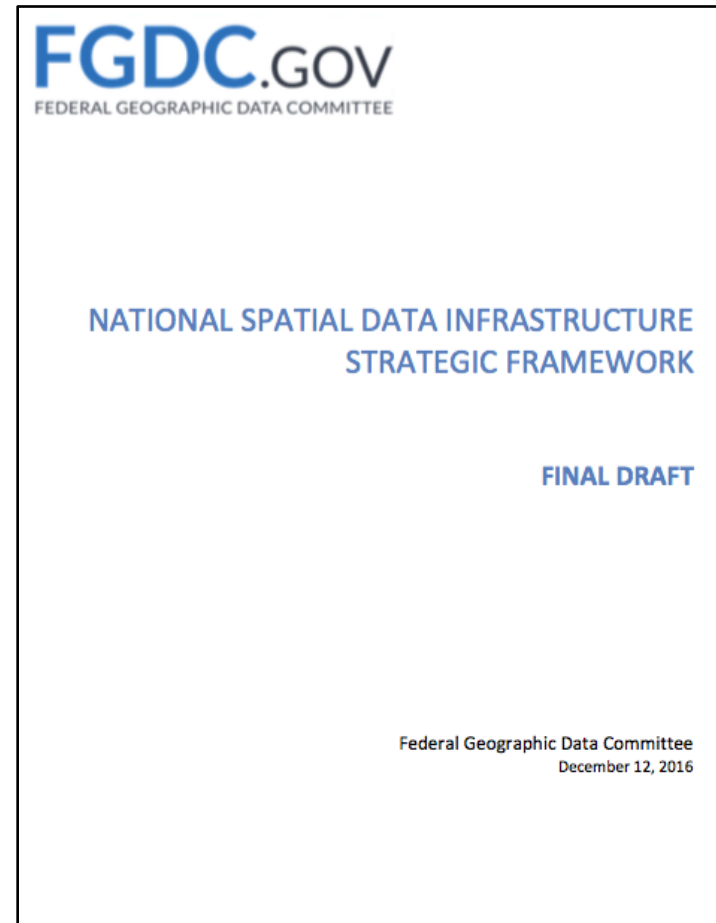 FGDC.GOV
FEDERAL GEOGRAPHIC DATA COMMITTEE
NATIONAL SPATIAL DATA INFRASTRUCTURE
STRATEGIC FRAMEWORK
FINAL DRAFT
Federal Geographic Data Committee
December 12, 2016